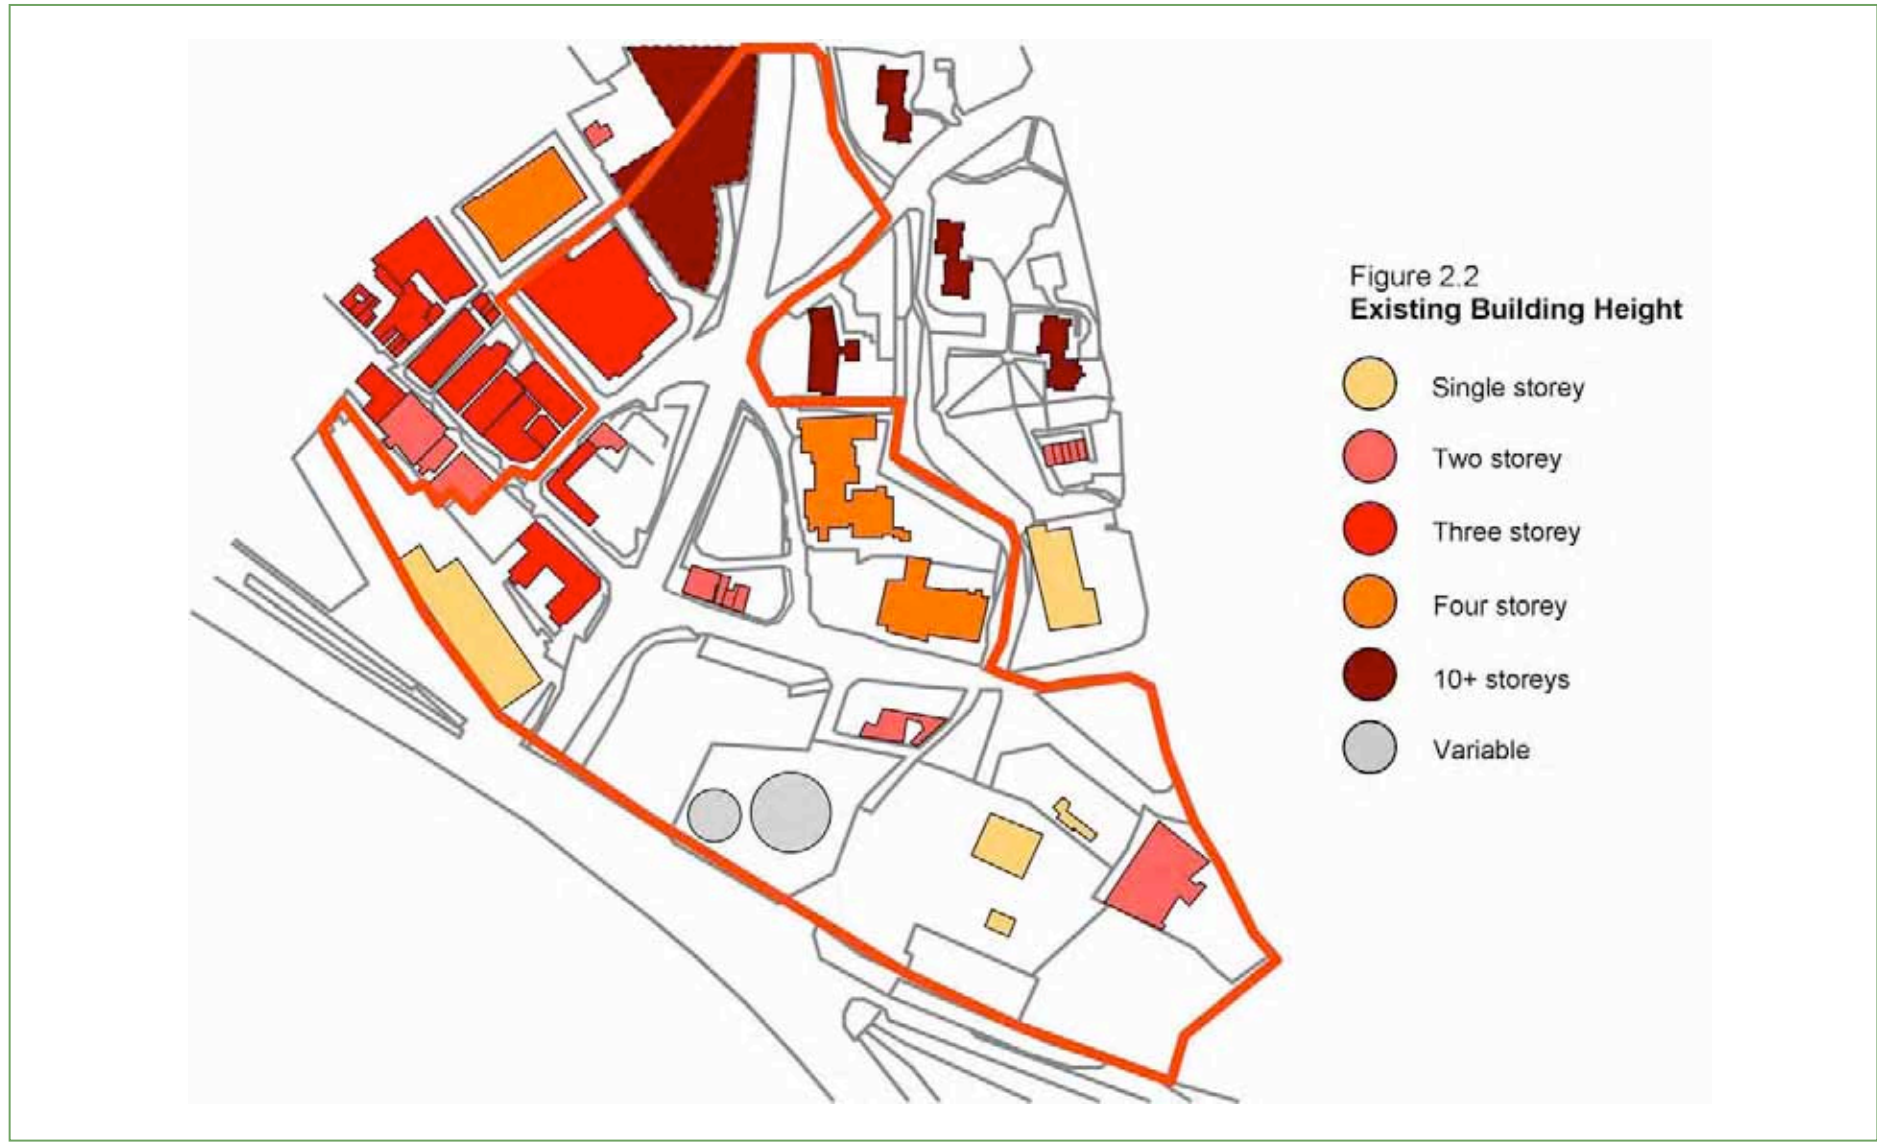 Figure 2.2
Existing Building Height
Single storey
Two storey
Three storey
Four storey
10+ storeys
Variable